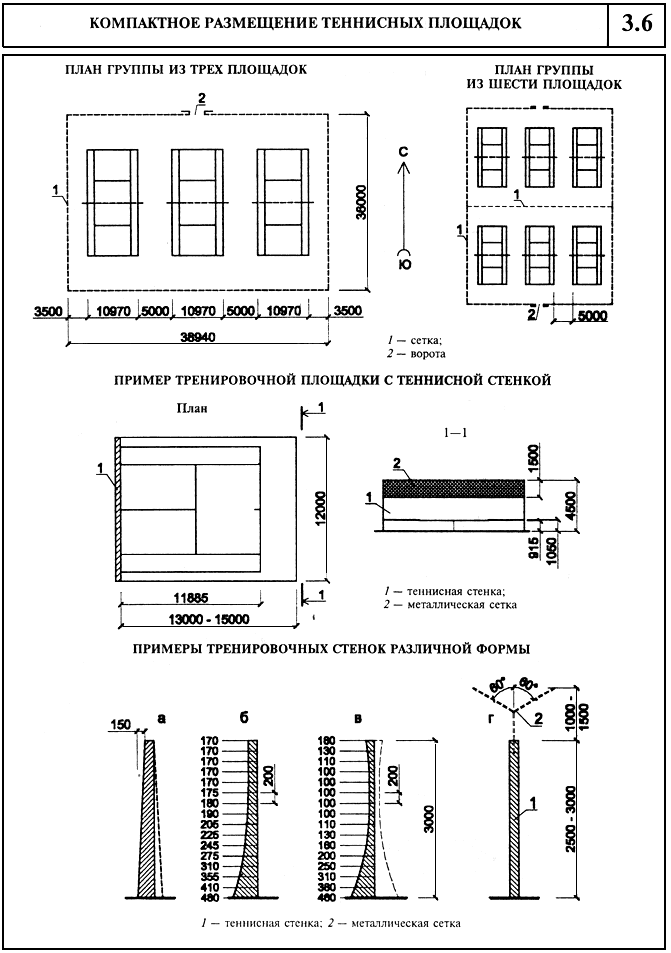 КОМПАКТНОЕ РАЗМЕЩЕНИЕ ТЕННИСНЫХ ПЛОЩАДОК
3.6
ПЛАН ГРУППЫ ИЗ ТРЕХ ПЛОЩАДОК
2
1
36000
3500 10970 5000 10970 5000 10970 3500
38940
С
Ю
ПЛАН ГРУППЫ
ИЗ ШЕСТИ ПЛОЩАДОК
1
1
2
5000
1 — сетка;
2 — ворота
ПРИМЕР ТРЕНИРОВОЧНОЙ ПЛОЩАДКИ С ТЕННИСНОЙ СТЕНКОЙ
План
1
1
12000
11885
1
13000 - 15000
1—1
2
1
1500
4500
915
1050
1 — теннисная стенка;
2 — металлическая сетка
ПРИМЕРЫ ТРЕНИРОВОЧНЫХ СТЕНОК РАЗЛИЧНОЙ ФОРМЫ
а
150
б
170
170
170
170
170
175
180
190
205
225
245
275
310
355
410
480
200
в
160
130
110
100
100
100
100
100
110
130
160
200
250
310
380
460
200
3000
г
60° 60°
2
1000 -
1500
1
2500 - 3000
1 — теннисная стенка; 2 — металлическая сетка